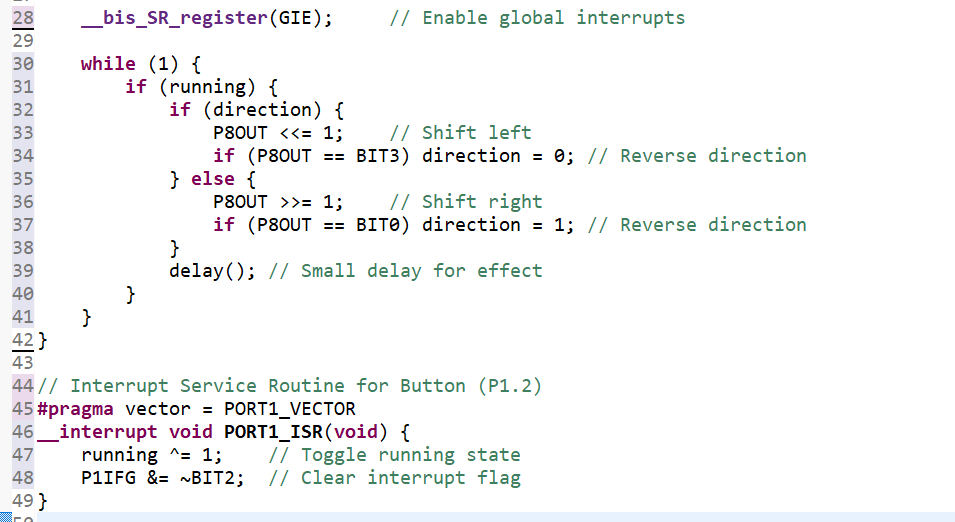 28    __bis_SR_register(GIE);     // Enable global interrupts
29
30    while (1) {
31        if (running) {
32            if (direction) {
33                P8OUT <<= 1;    // Shift left
34                if (P8OUT == BIT3) direction = 0; // Reverse direction
35            } else {
36                P8OUT >>= 1;    // Shift right
37                if (P8OUT == BIT0) direction = 1; // Reverse direction
38            }
39            delay(); // Small delay for effect
40        }
41    }
42 }
43
44 // Interrupt Service Routine for Button (P1.2)
45 #pragma vector = PORT1_VECTOR
46 __interrupt void PORT1_ISR(void) {
47    running ^= 1;    // Toggle running state
48    P1IFG &= ~BIT2;  // Clear interrupt flag
49 }